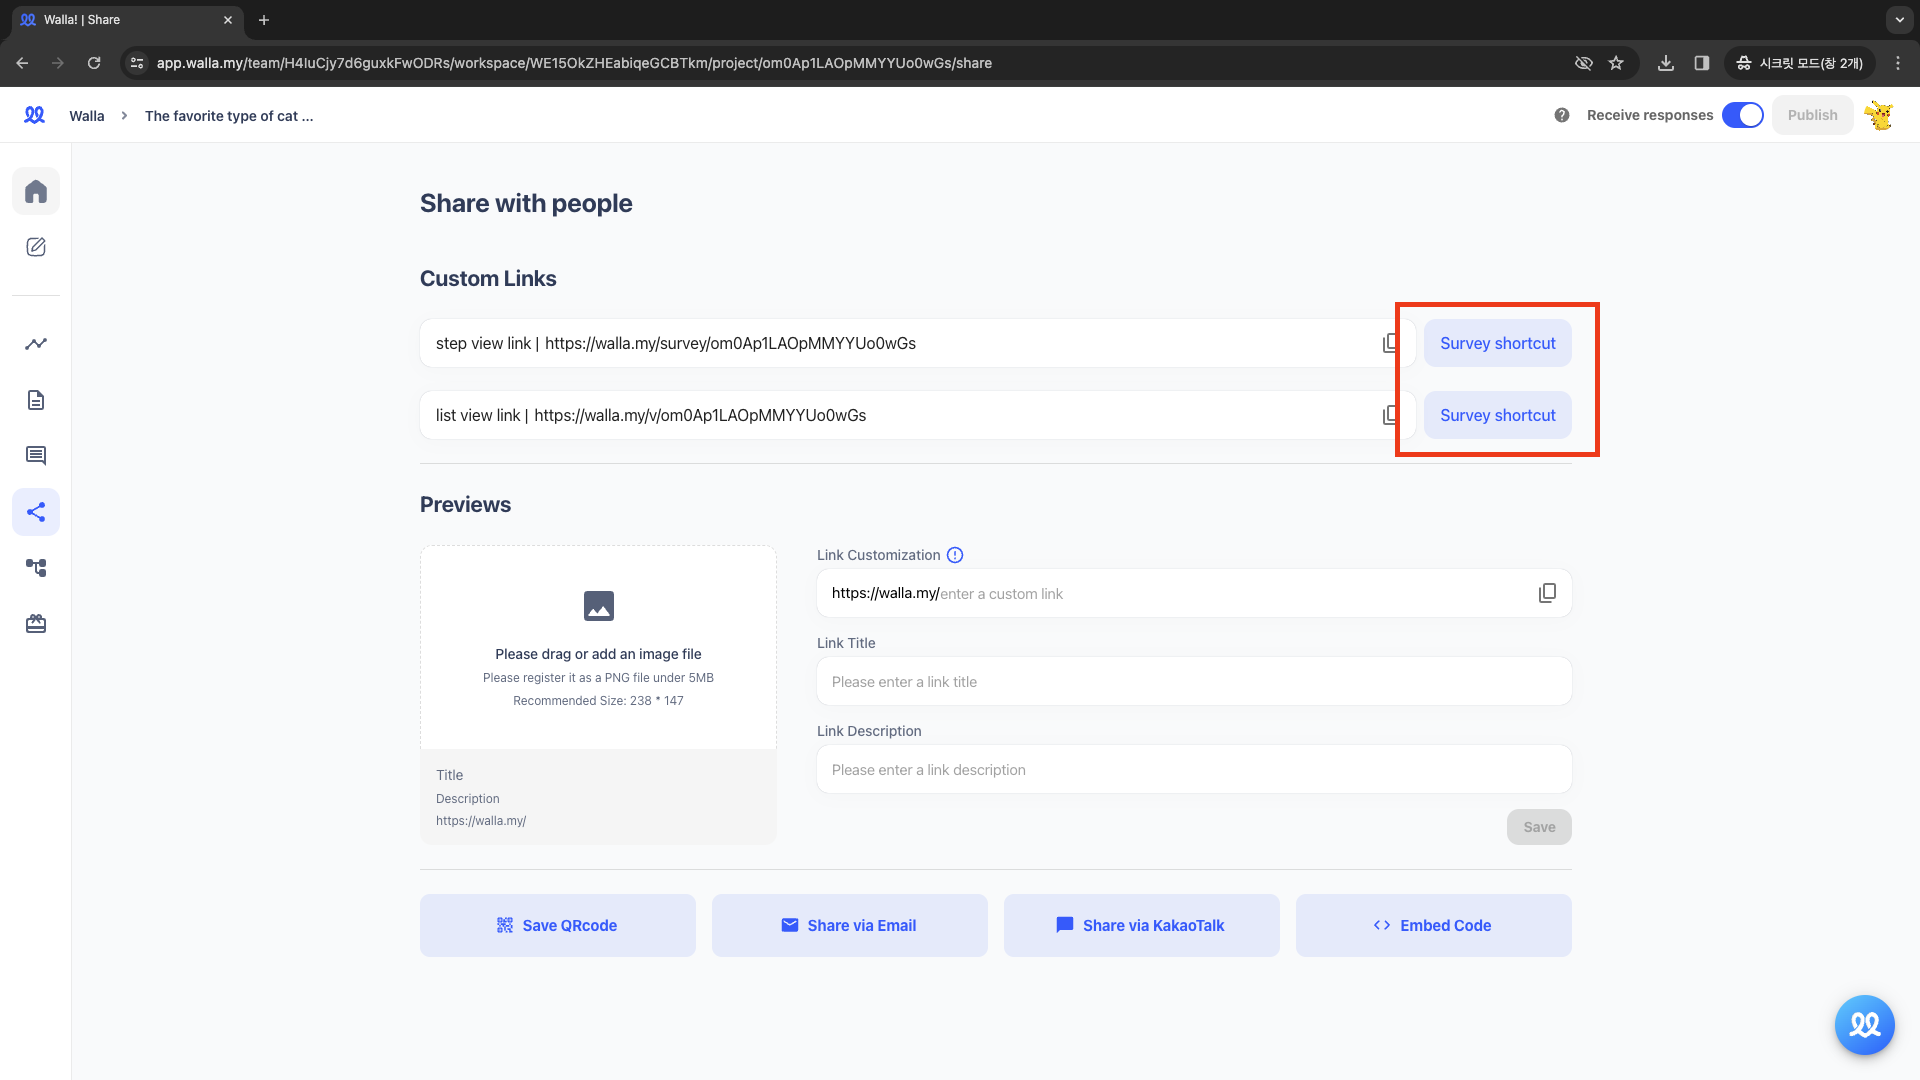 Walla! | Share
app.walla.my/team/H4IuCjy7d6guxkFwODRs/workspace/WE15OkZHEabiqeGCBTkm/project/om0Ap1LAOpMMYYUo0wGs/share
시크릿 모드(창 2개)
Walla
The favorite type of cat ...
Receive responses
Publish
Share with people
Custom Links
step view link | https://walla.my/survey/om0Ap1LAOpMMYYUo0wGs
Survey shortcut
list view link | https://walla.my/v/om0Ap1LAOpMMYYUo0wGs
Survey shortcut
Previews
Please drag or add an image file
Please register it as a PNG file under 5MB
Recommended Size: 238 * 147
Title
Description
https://walla.my/
Link Customization
https://walla.my/enter a custom link
Link Title
Please enter a link title
Link Description
Please enter a link description
Save
Save QRcode
Share via Email
Share via KakaoTalk
Embed Code